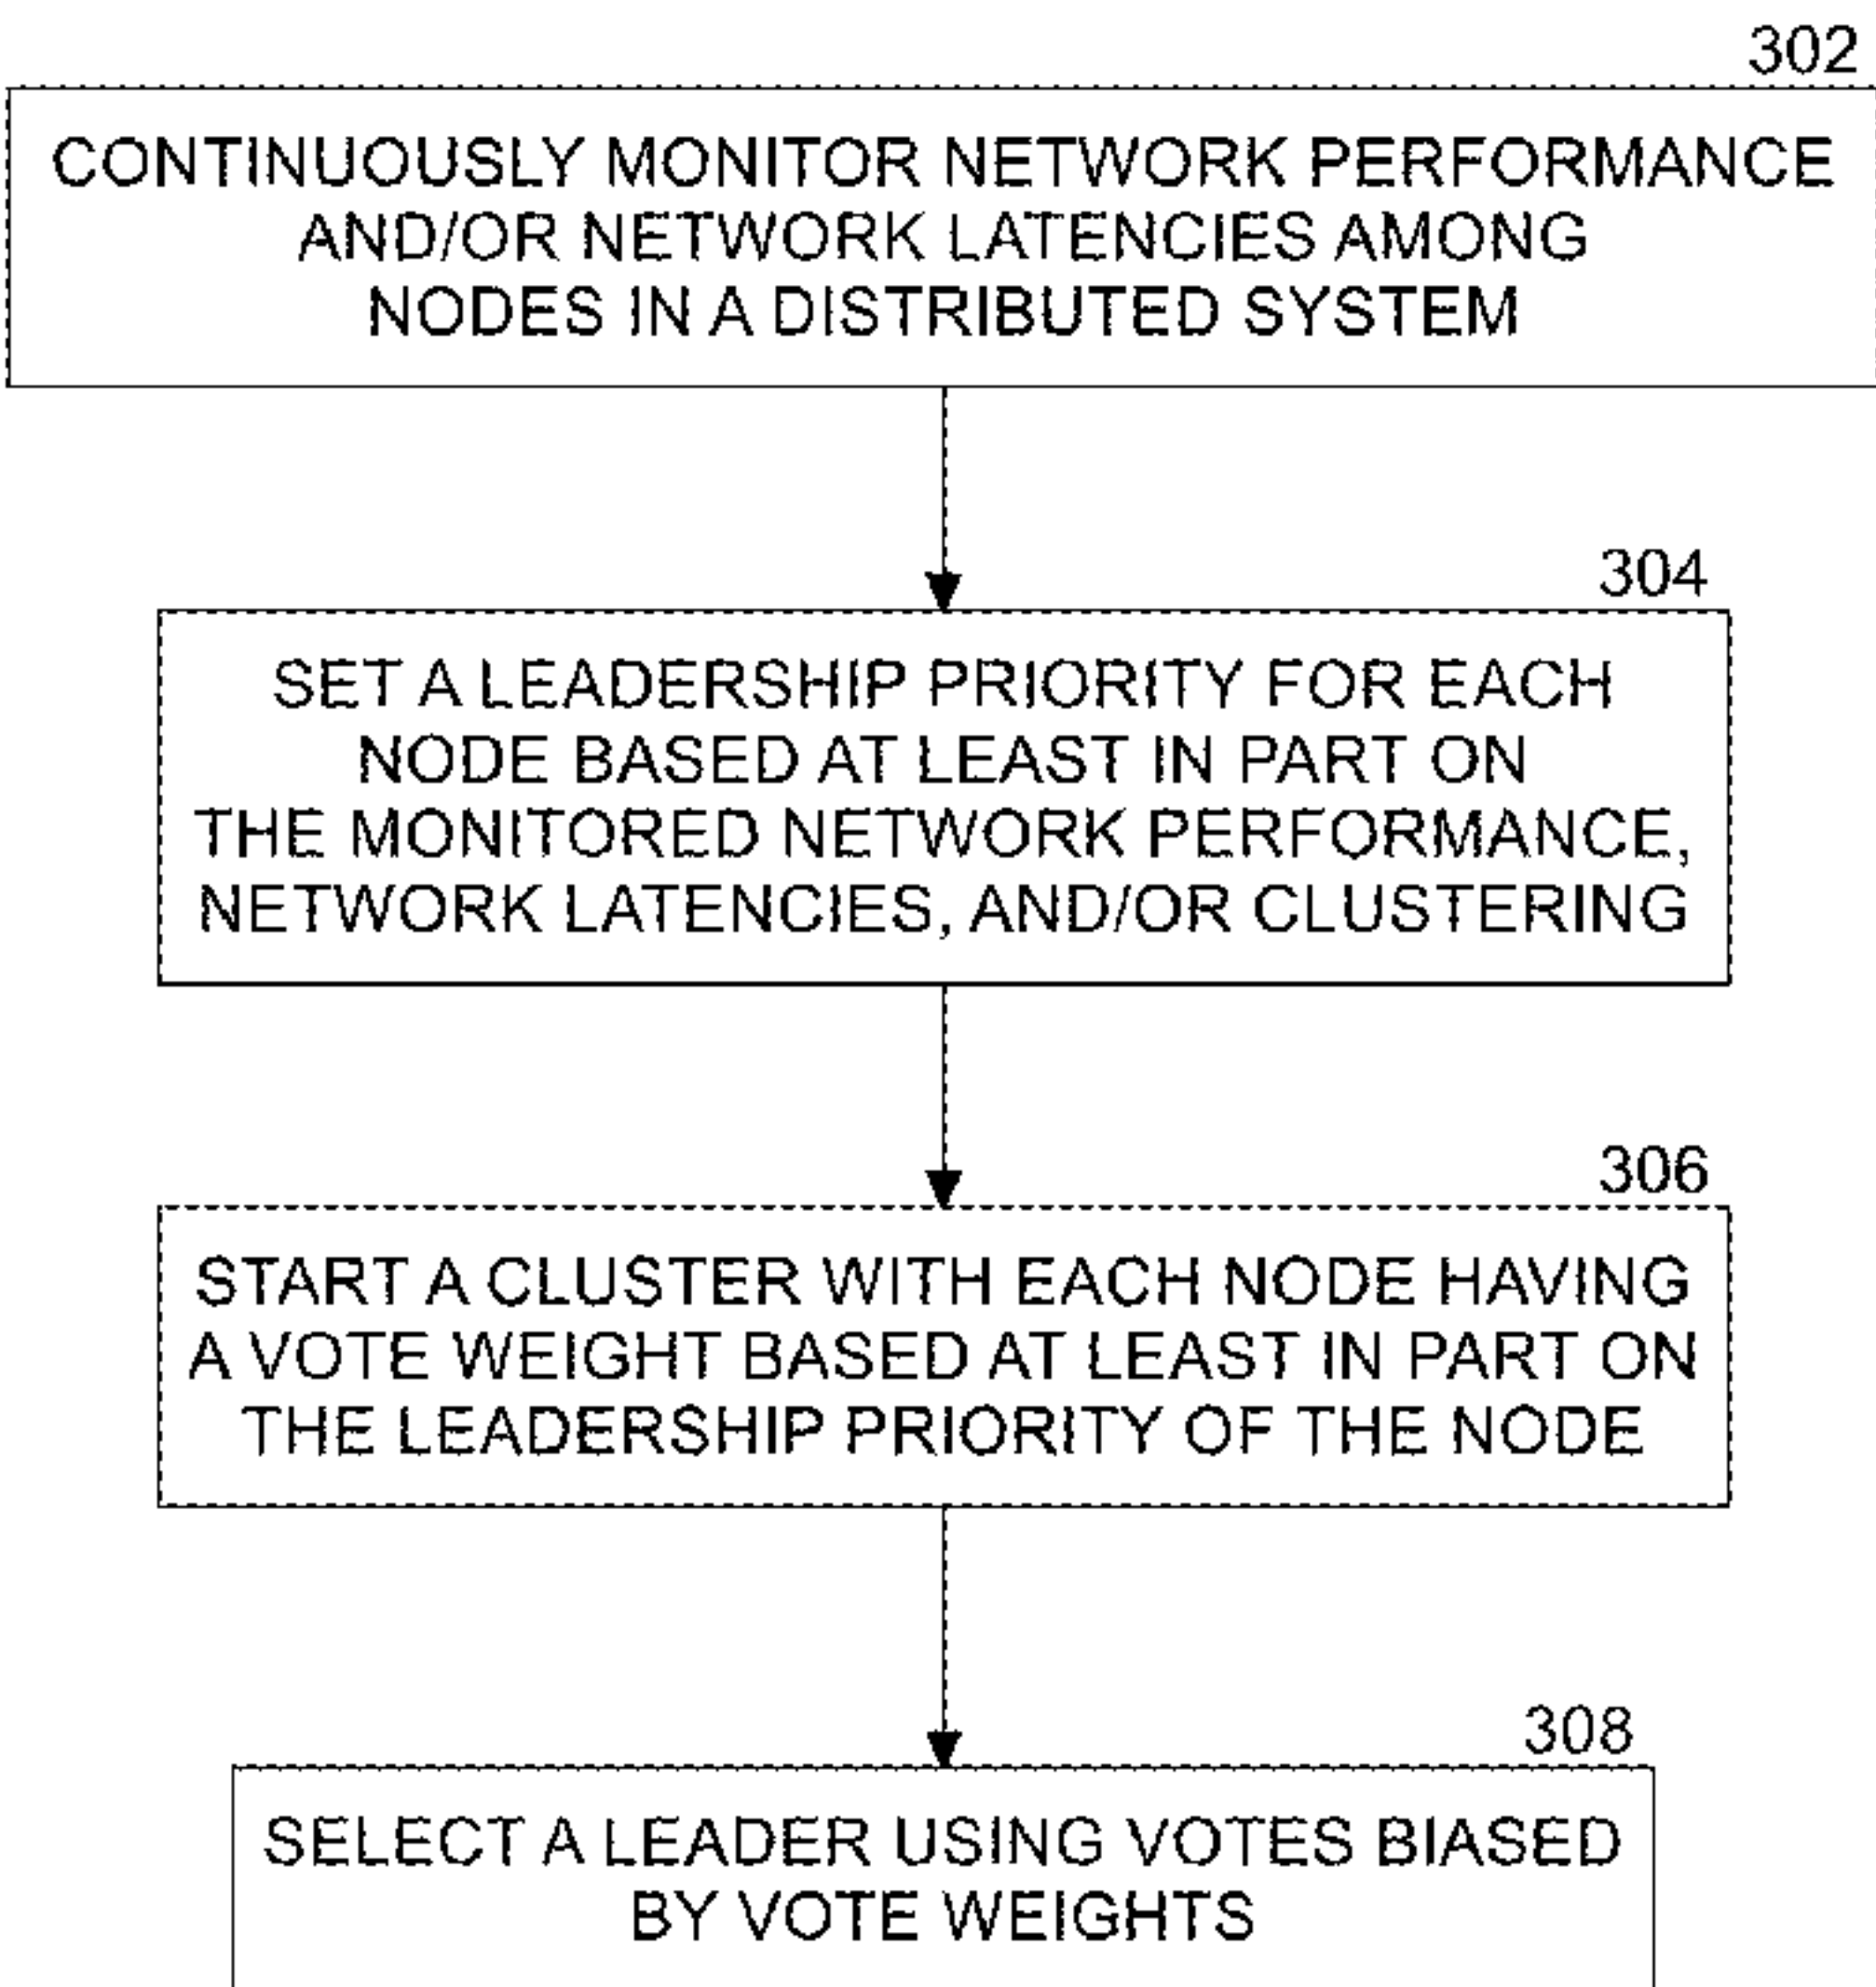 302
CONTINUOUSLY MONITOR NETWORK PERFORMANCE
AND/OR NETWORK LATENCIES AMONG
NODES IN A DISTRIBUTED SYSTEM
304
SET A LEADERSHIP PRIORITY FOR EACH
NODE BASED AT LEAST IN PART ON
THE MONITORED NETWORK PERFORMANCE,
NETWORK LATENCIES, AND/OR CLUSTERING
306
START A CLUSTER WITH EACH NODE HAVING
A VOTE WEIGHT BASED AT LEAST IN PART ON
THE LEADERSHIP PRIORITY OF THE NODE
308
SELECT A LEADER USING VOTES BIASED
BY VOTE WEIGHTS